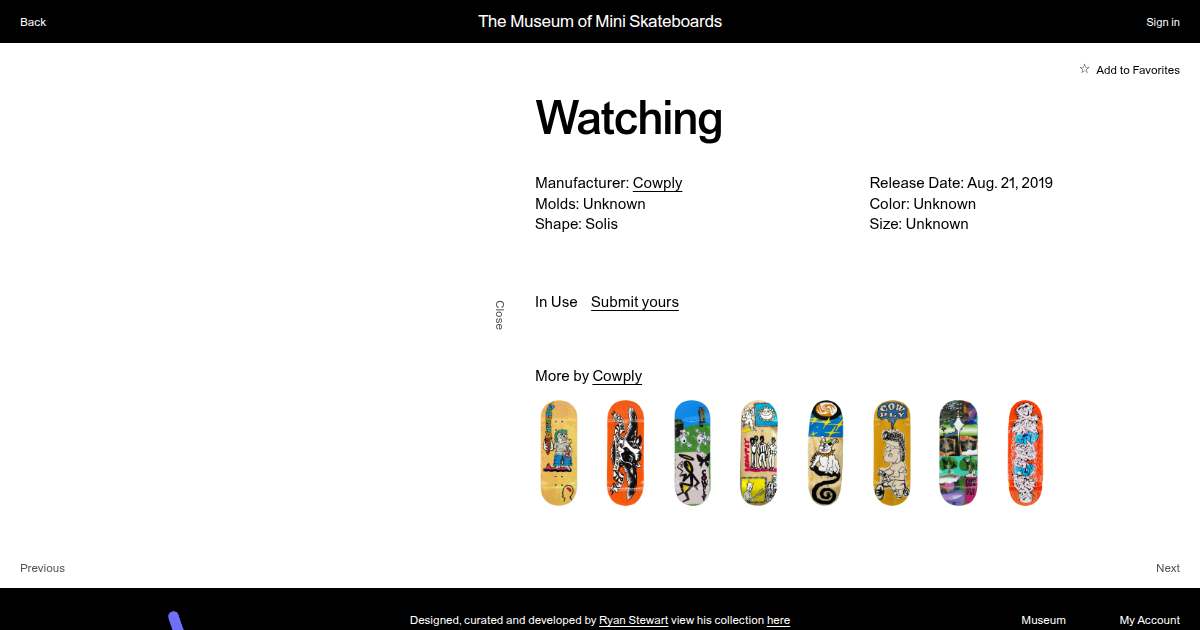 Back
The Museum of Mini Skateboards
Sign in
☆ Add to Favorites
Watching
Manufacturer: Cowply
Molds: Unknown
Shape: Solis
Release Date: Aug. 21, 2019
Color: Unknown
Size: Unknown
Close
In Use Submit yours
More by Cowply
COW
PLY
Previous
Next
Designed, curated and developed by Ryan Stewart view his collection here
Museum
My Account